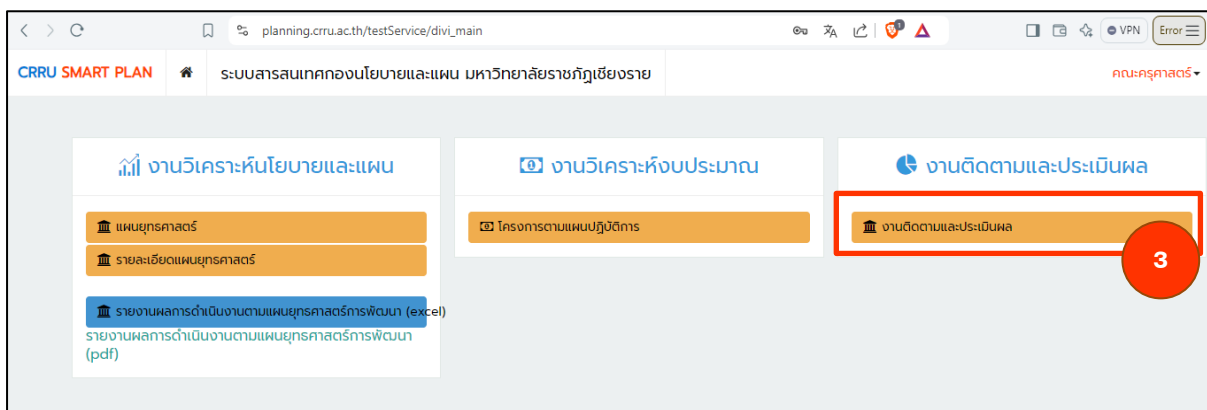 planning.crru.ac.th/testService/divi_main
VPN
Error
CRRU SMART PLAN
ระบบสารสนเทศกองนโยบายและแผน มหาวิทยาลัยราชภัฏเชียงราย
คณะครุศาสตร์
งานวิเคราะห์นโยบายและแผน
แผนยุทธศาสตร์
รายละเอียดแผนยุทธศาสตร์
รายงานผลการดำเนินงานตามแผนยุทธศาสตร์การพัฒนา (excel)
รายงานผลการดำเนินงานตามแผนยุทธศาสตร์การพัฒนา
(pdf)
งานวิเคราะห์งบประมาณ
โครงการตามแผนปฏิบัติการ
งานติดตามและประเมินผล
งานติดตามและประเมินผล
3